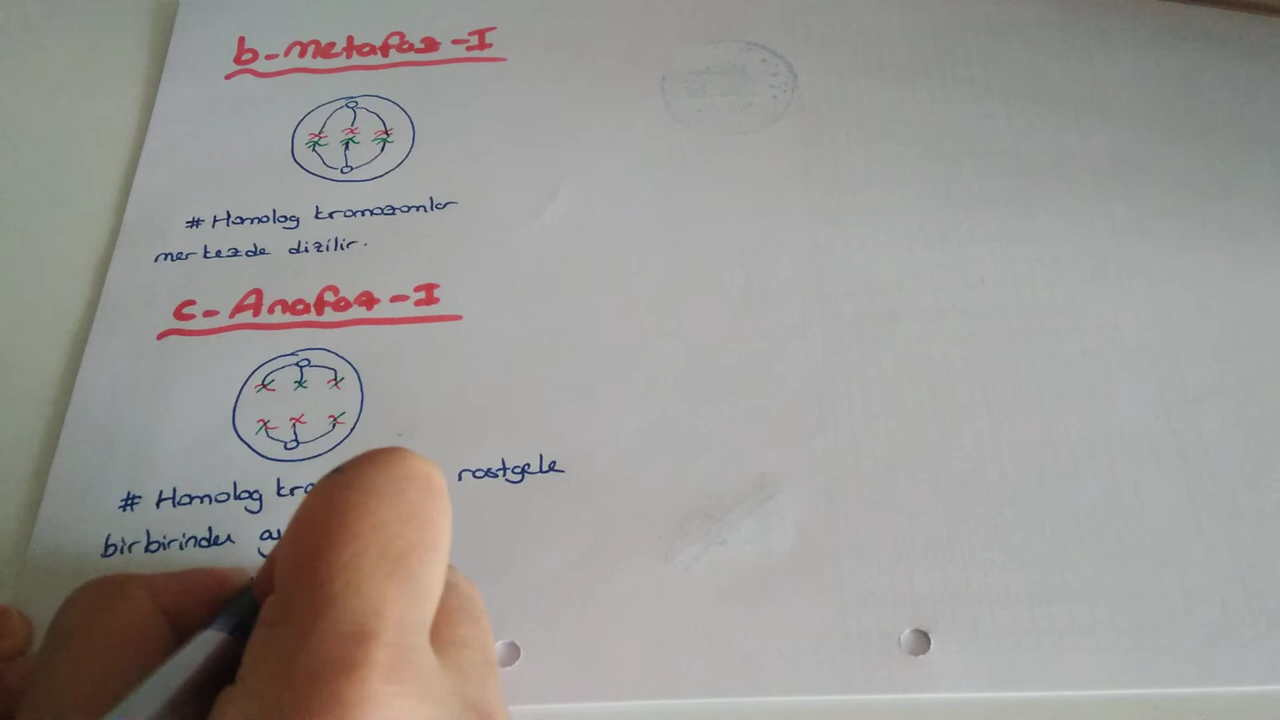 b-Metafaz-I
# Homolog kromozomlar
merkezde dizilir.
c-Anafaz-I
# Homolog rastgele
birbirinden